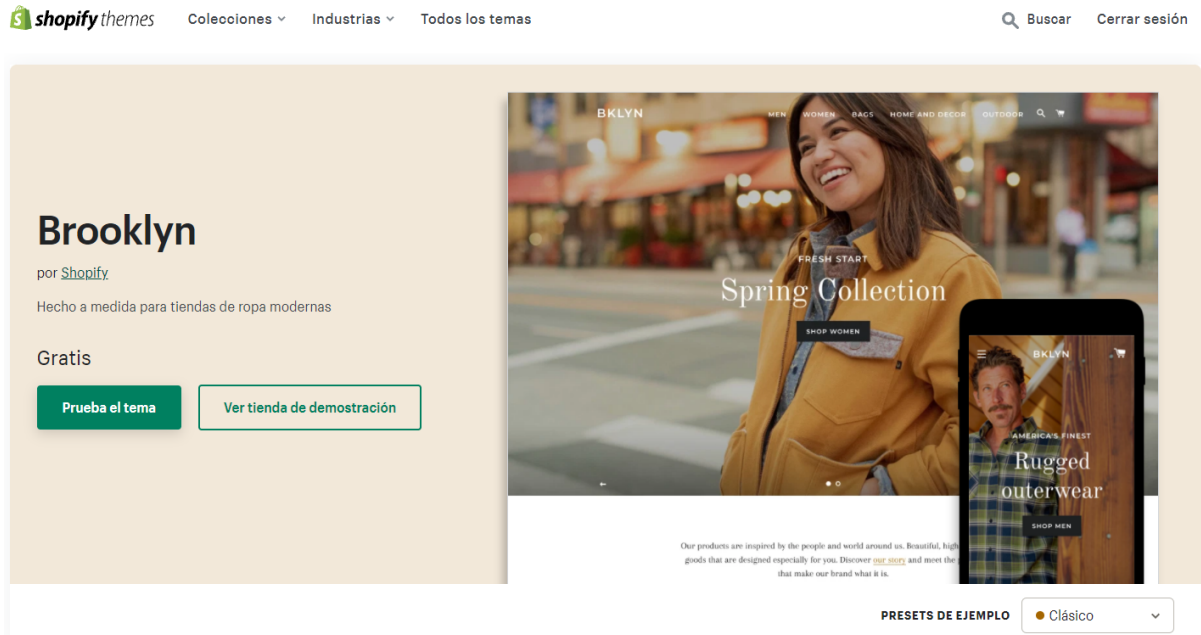 shopify themes
Colecciones
Industrias
Todos los temas
Buscar
Cerrar sesión
Brooklyn
por Shopify
Hecho a medida para tiendas de ropa modernas
Gratis
Prueba el tema
Ver tienda de demostración
BKLYN
MEN WOMEN BAGS HOME AND DECOR OUTDOOR
FRESH START
Spring Collection
SHOP WOMEN
Our products are inspired by the people and world around us. Beautiful, high
goods that are designed especially for you. Discover our story and meet the
that make our brand what it is.
BKLYN
AMERICA'S FINEST
Rugged
outerwear
SHOP MEN
PRESETS DE EJEMPLO
Clásico